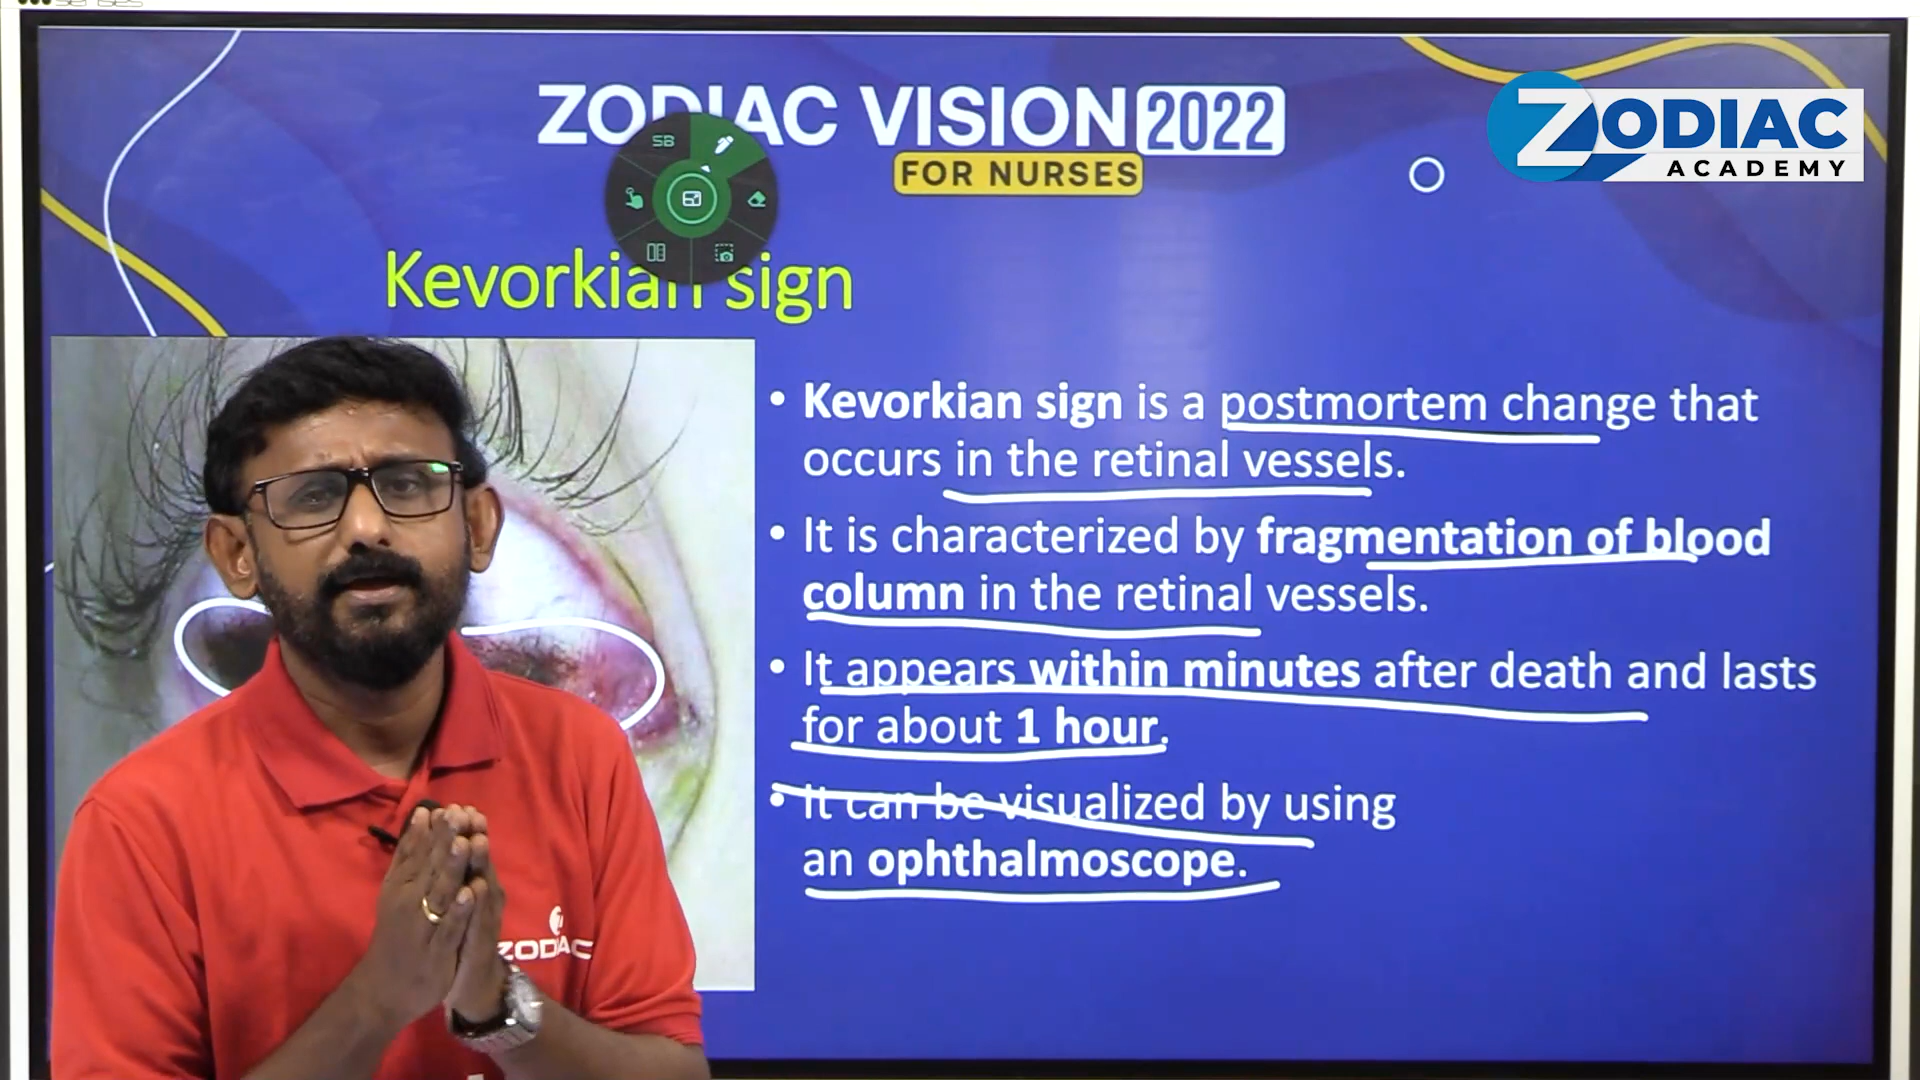 ZODIAC VISION 2022
FOR NURSES
ZODIAC
ACADEMY
SB
Kevorkian sign
• Kevorkian sign is a postmortem change that
occurs in the retinal vessels.
• It is characterized by fragmentation of blood
column in the retinal vessels.
• It appears within minutes after death and lasts
for about 1 hour.
• It can be visualized by using
an ophthalmoscope.
ZODIAC